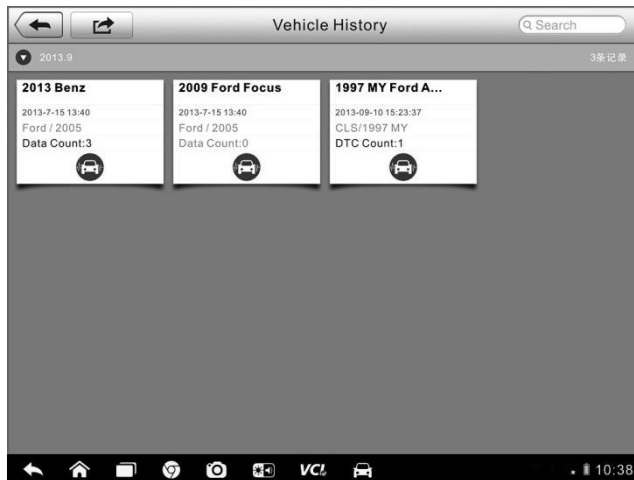 Vehicle History
Search
2013.9
3条记录
2013 Benz
2013-7-15 13:40
Ford / 2005
Data Count:3
2009 Ford Focus
2013-7-15 13:40
Ford / 2005
Data Count:0
1997 MY Ford A...
2013-09-10 15:23:37
CLS/1997 MY
DTC Count:1
VCI
10:38